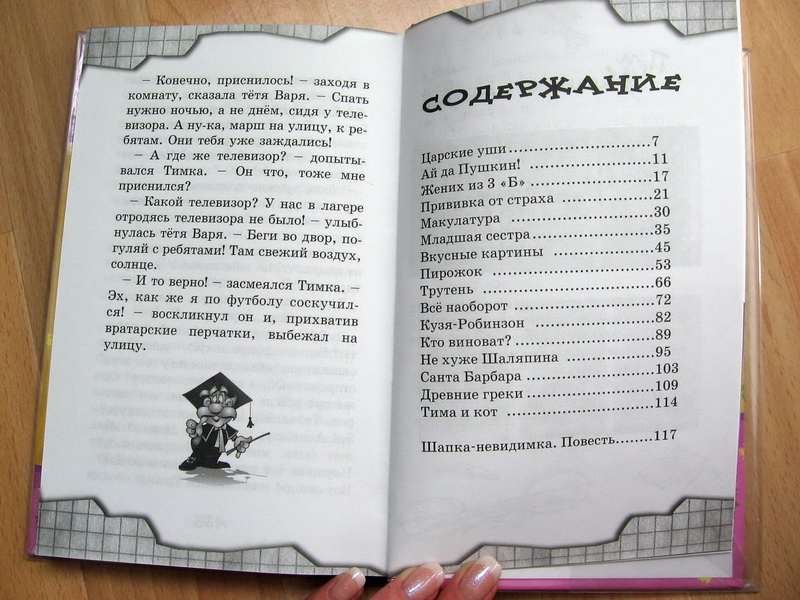 – Конечно, приснилось! – заходя в
комнату, сказала тётя Варя. – Спать
нужно ночью, а не днём, сидя у теле-
визора. А ну-ка, марш на улицу, к ре-
бятам. Они тебя уже заждались!
– А где же телевизор? – допыты-
вался Тимка. – Он что, тоже мне
приснился?
– Какой телевизор? У нас в лагере
отродясь телевизора не было! – улыб-
нулась тётя Варя. – Беги во двор, по-
гуляй с ребятами! Там свежий воздух,
солнце.
– И то верно! – засмеялся Тимка. –
Эх, как же я по футболу соскучил-
ся! – воскликнул он и, прихватив
вратарские перчатки, выбежал на
улицу.
СОДЕРЖАНИЕ
Царские уши....................7
Ай да Пушкин! ................11
Жених из 3 «Б» ................17
Прививка от страха ............21
Макулатура ....................30
Младшая сестра................35
Вкусные картины ..............45
Пирожок ......................53
Трутень ......................66
Всё наоборот ..................72
Кузя-Робинзон ................82
Кто виноват?..................89
Не хуже Шаляпина ............95
Санта Барбара ................103
Древние греки ................109
Тима и кот ....................114
Шапка-невидимка. Повесть........117